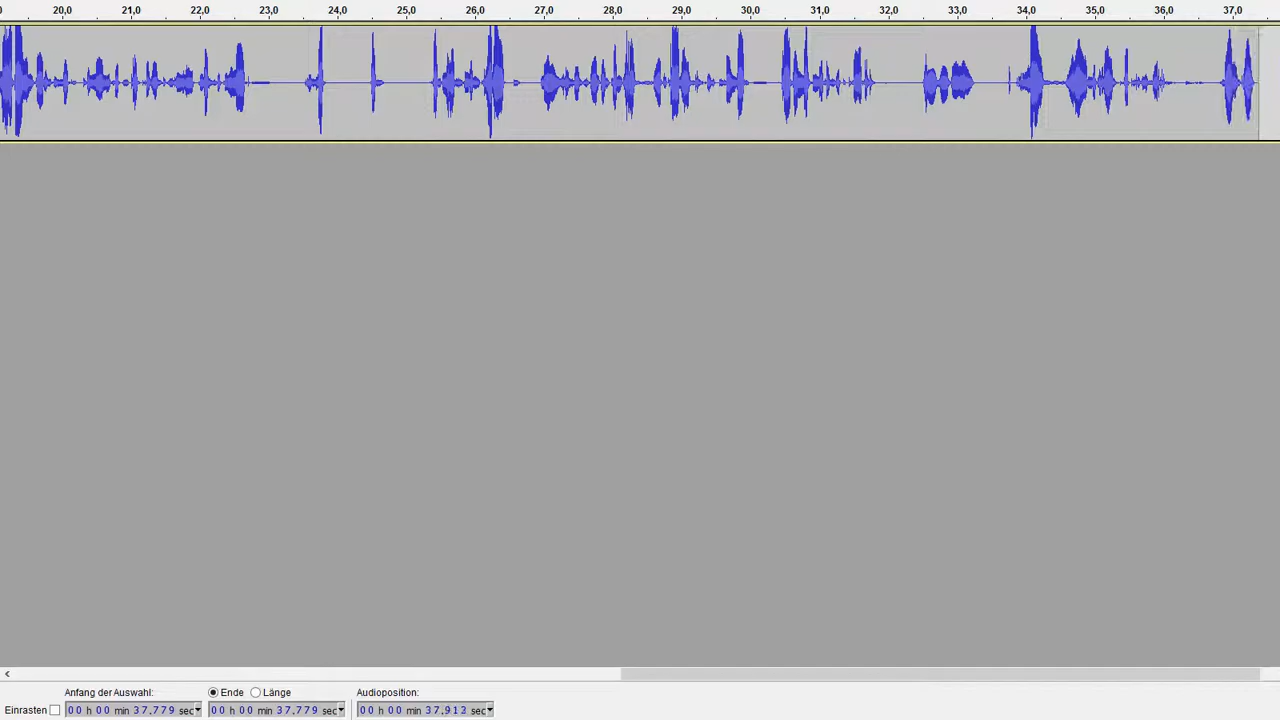 20,0 21,0 22,0 23,0 24,0 25,0 26,0 27,0 28,0 29,0 30,0 31,0 32,0 33,0 34,0 35,0 36,0 37,0
Anfang der Auswahl: Ende Länge Audioposition:
Einrasten 00 h 00 min 37,779 sec 00 h 00 min 37,779 sec 00 h 00 min 37,913 sec